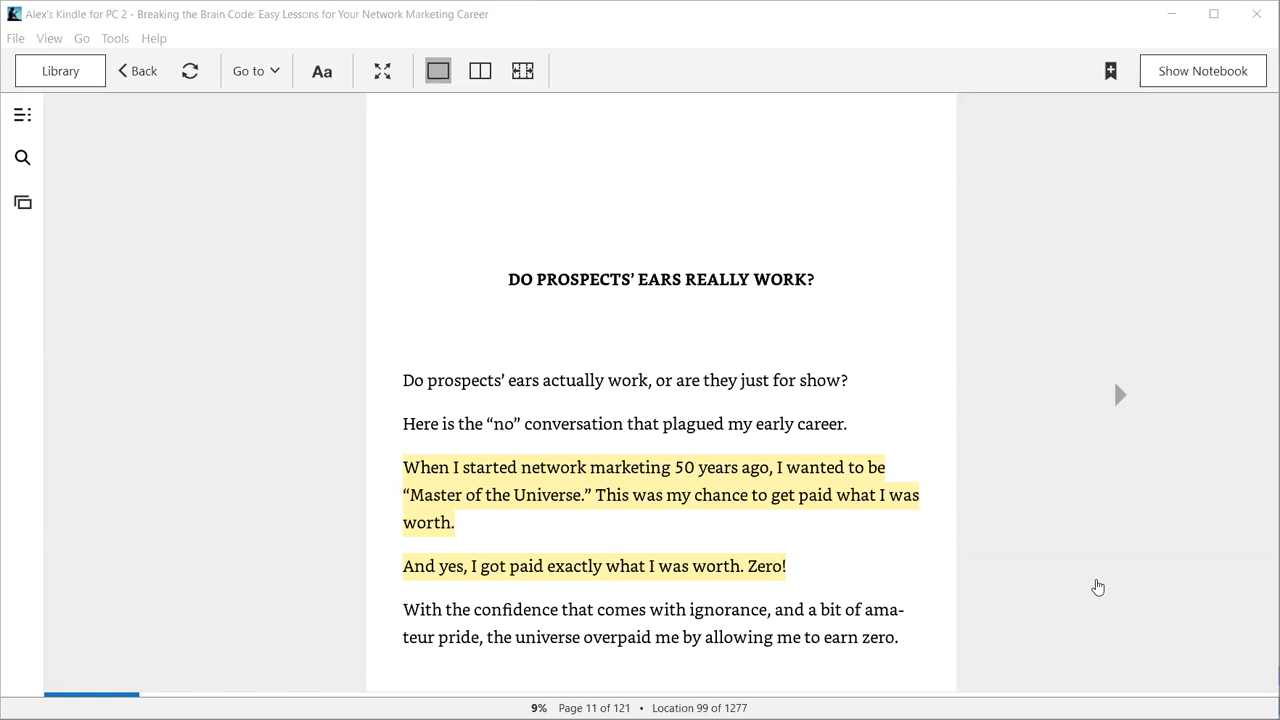 Alex's Kindle for PC 2 - Breaking the Brain Code: Easy Lessons for Your Network Marketing Career
File View Go Tools Help
Library Back Go to Aa Show Notebook
DO PROSPECTS’ EARS REALLY WORK?
Do prospects’ ears actually work, or are they just for show?
Here is the “no” conversation that plagued my early career.
When I started network marketing 50 years ago, I wanted to be
“Master of the Universe.” This was my chance to get paid what I was
worth.
And yes, I got paid exactly what I was worth. Zero!
With the confidence that comes with ignorance, and a bit of ama-
teur pride, the universe overpaid me by allowing me to earn zero.
9% Page 11 of 121 • Location 99 of 1277